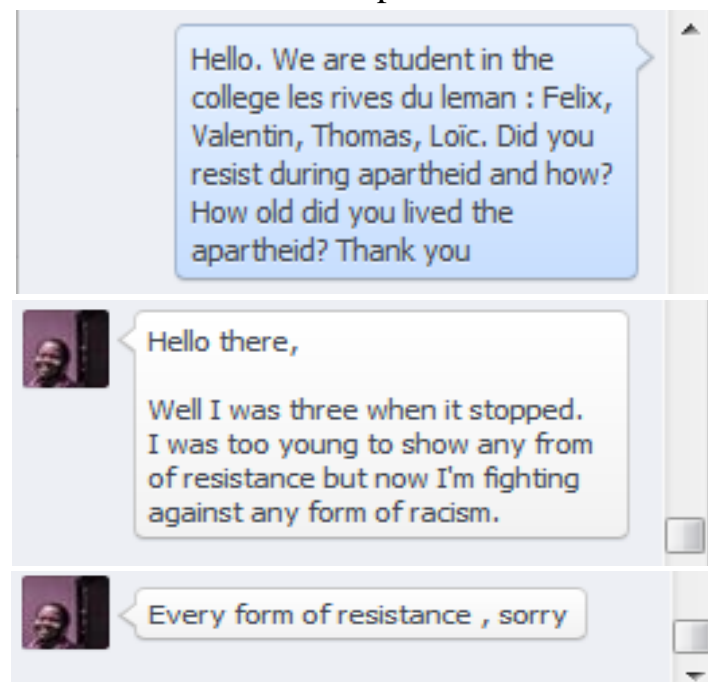 Hello. We are student in the
college les rives du leman : Felix,
Valentin, Thomas, Loïc. Did you
resist during apartheid and how?
How old did you lived the
apartheid? Thank you
Hello there,
Well I was three when it stopped.
I was too young to show any from
of resistance but now I'm fighting
against any form of racism.
Every form of resistance , sorry